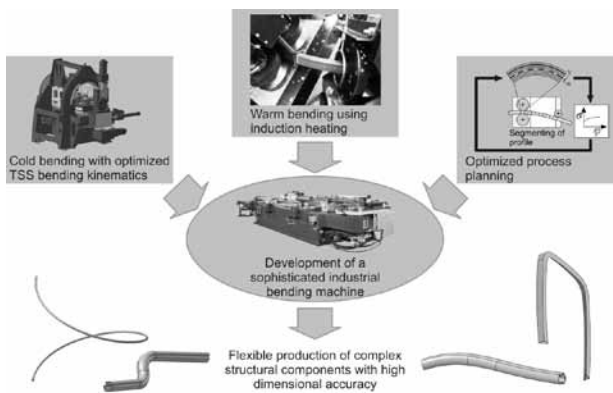 Cold bending with optimized
TSS bending kinematics
Warm bending using
induction heating
Segmenting of
profile
Optimized process
planning
Development of a
sophisticated industrial
bending machine
Flexible production of complex
structural components with high
dimensional accuracy